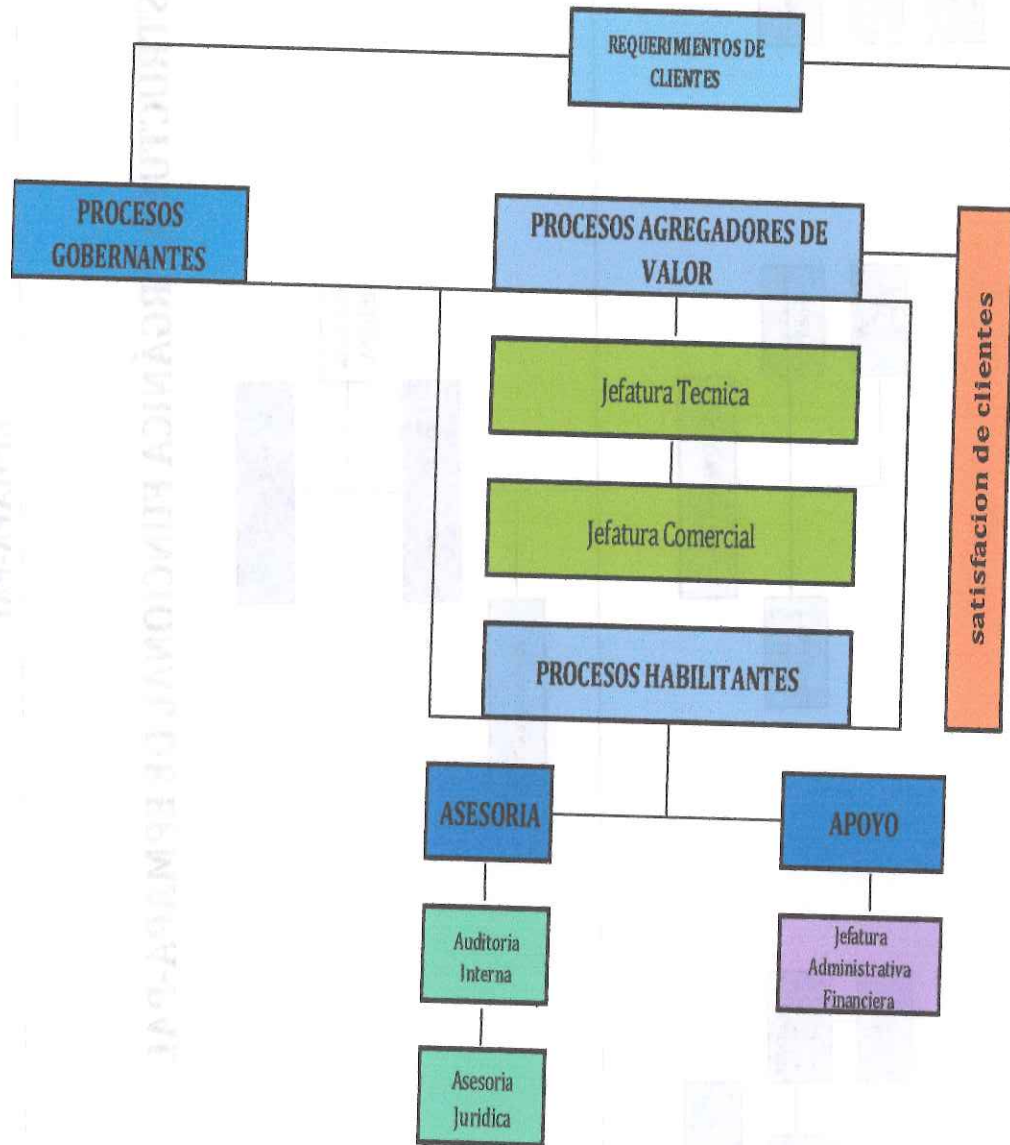 REQUERIMIENTOS DE
CLIENTES
PROCESOS
GOBERNANTES
PROCESOS AGREGADORES DE
VALOR
satisfacion de clientes
Jefatura Tecnica
Jefatura Comercial
PROCESOS HABILITANTES
ASESORIA
APOYO
Auditoria
Interna
Jefatura
Administrativa
Financiera
Asesoria
Juridica